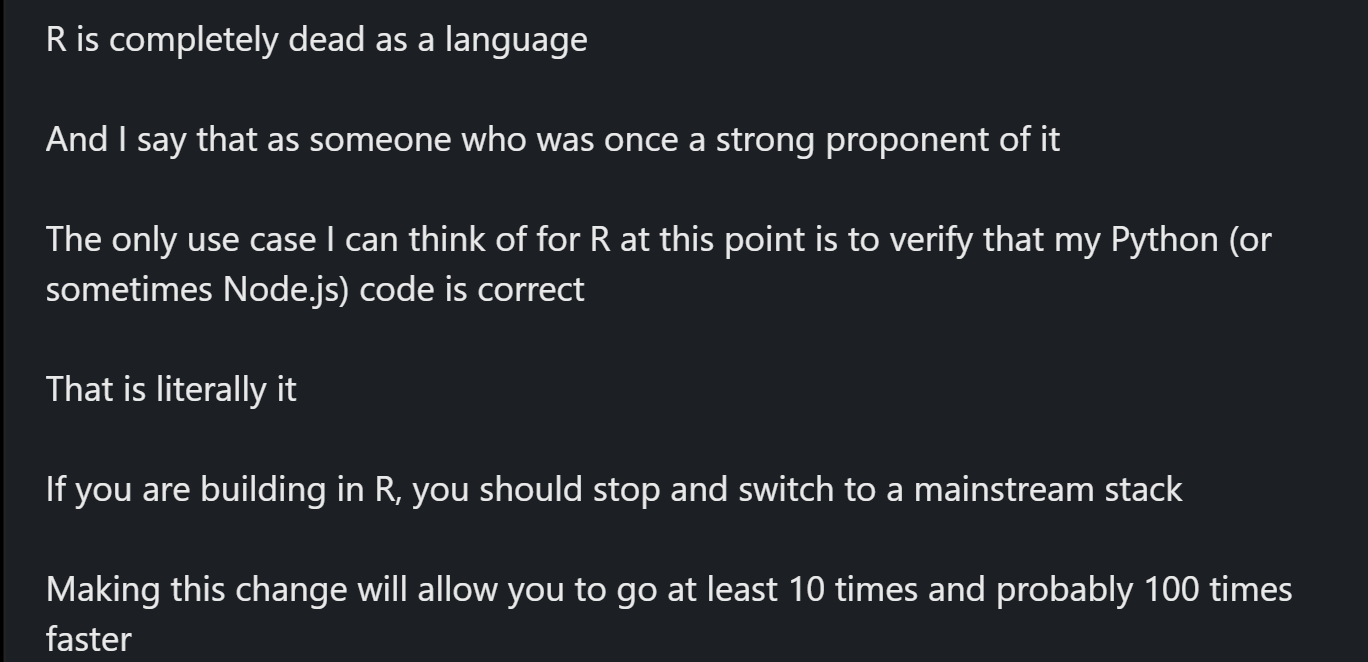 R is completely dead as a language
And I say that as someone who was once a strong proponent of it
The only use case I can think of for R at this point is to verify that my Python (or
sometimes Node.js) code is correct
That is literally it
If you are building in R, you should stop and switch to a mainstream stack
Making this change will allow you to go at least 10 times and probably 100 times
faster